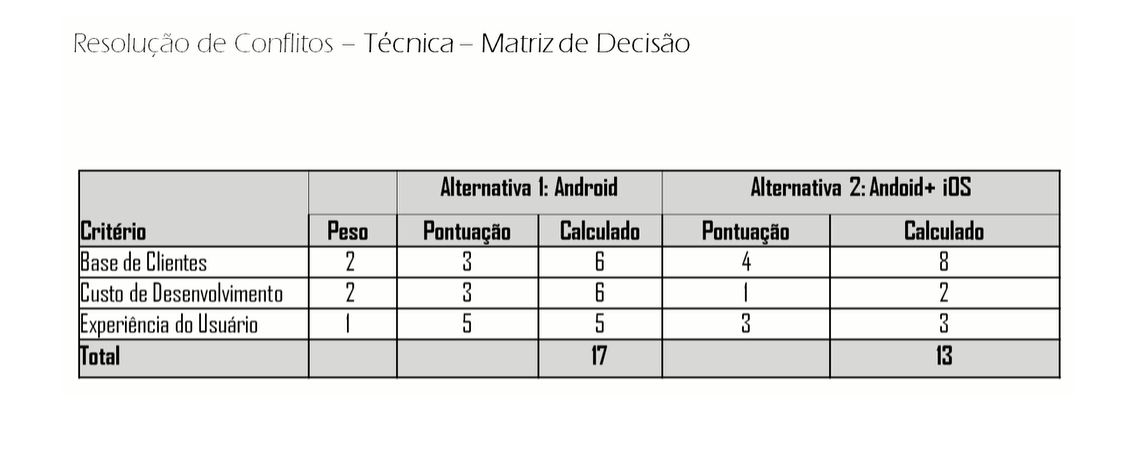 Resolução de Conflitos – Técnica – Matriz de Decisão
Alternativa 1: Android Alternativa 2: Andoid+ iOS
Critério Peso Pontuação Calculado Pontuação Calculado
Base de Clientes 2 3 6 4 8
Custo de Desenvolvimento 2 3 6 1 2
Experiência do Usuário 1 5 5 3 3
Total 17 13